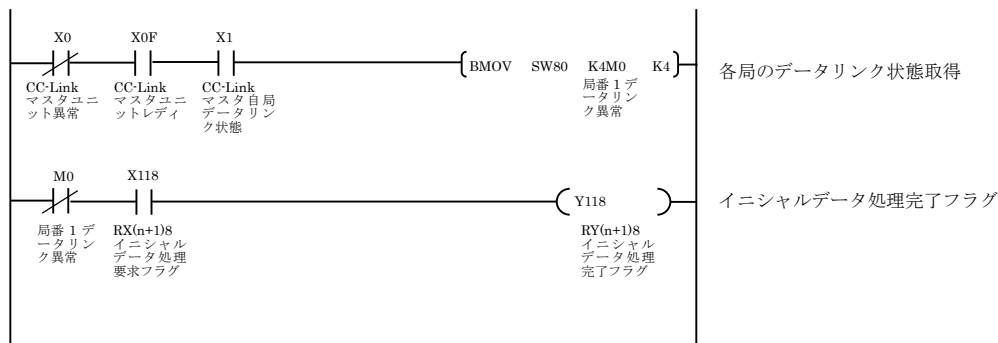 X0 X0F X1
BMOV SW80 K4M0 K4
各局のデータリンク状態取得
CC-Link
マスタユニ
ット異常
CC-Link
マスタユニ
ットレディ
CC-Link
マスタ自局
データリン
ク状態
局番 1 デ
ータリン
ク異常
M0 X118
Y118
イニシャルデータ処理完了フラグ
局番 1 デ
ータリン
ク異常
RX(n+1)8
イニシャル
データ処理
要求フラグ
RY(n+1)8
イニシャル
データ処理
完了フラグ